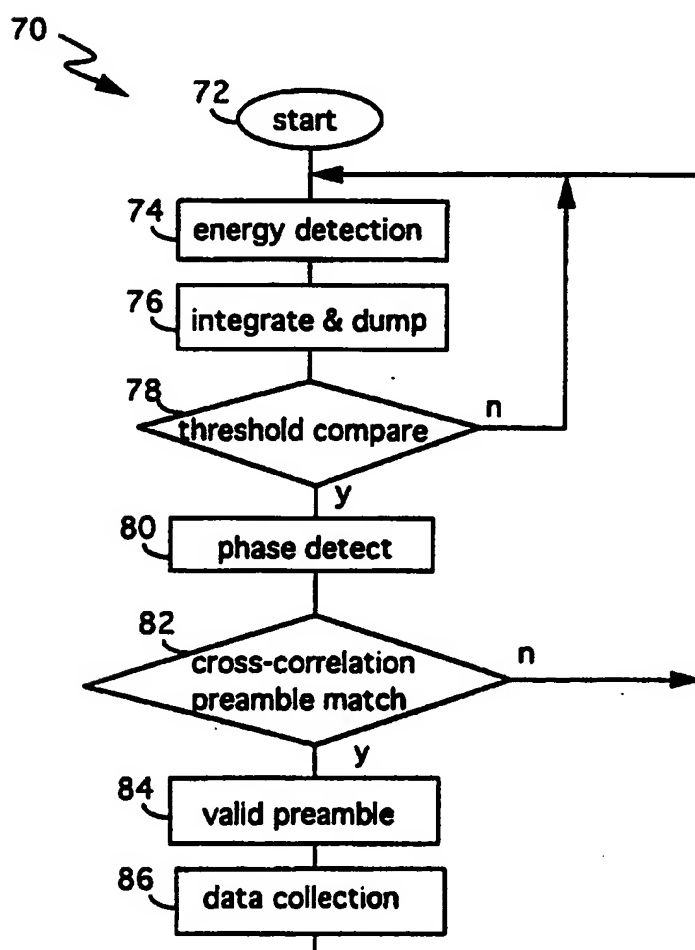 70
72
start
74
energy detection
76
integrate & dump
78
threshold compare
n
y
80
phase detect
82
cross-correlation
preamble match
n
y
84
valid preamble
86
data collection